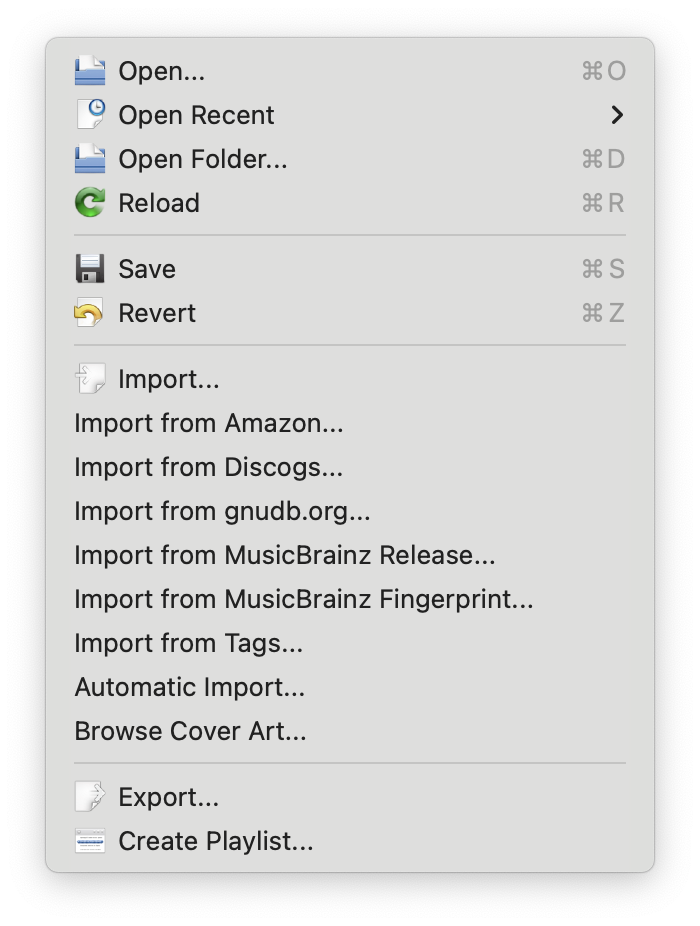 Open... ⌘O
Open Recent
Open Folder... ⌘D
Reload ⌘R
Save ⌘S
Revert ⌘Z
Import...
Import from Amazon...
Import from Discogs...
Import from gnudb.org...
Import from MusicBrainz Release...
Import from MusicBrainz Fingerprint...
Import from Tags...
Automatic Import...
Browse Cover Art...
Export...
Create Playlist...